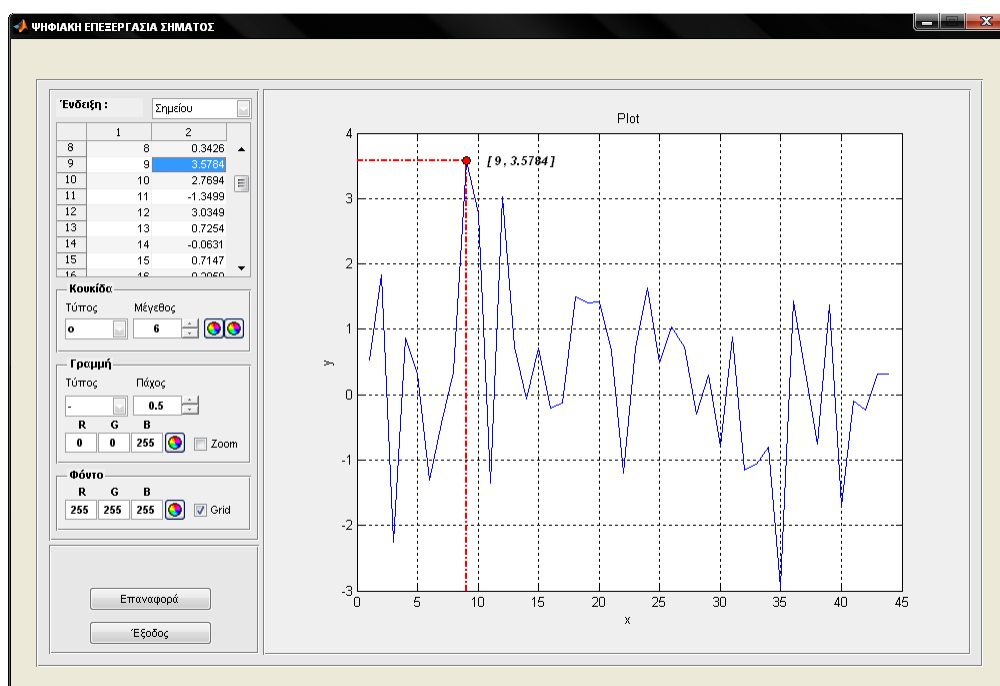 ΨΗΦΙΑΚΗ ΕΠΕΞΕΡΓΑΣΙΑ ΣΗΜΑΤΟΣ
Ένδειξη :
Σημείου
1 2
8 8 0.3426
9 9 3.5784
10 10 2.7694
11 11 -1.3499
12 12 3.0349
13 13 0.7254
14 14 -0.0631
15 15 0.7147
16 16 -0.2050
Κουκίδα
Τύπος Μέγεθος
o 6
Γραμμή
Τύπος Πάχος
- 0.5
R G B
0 0 255 Zoom
Φόντο
R G B
255 255 255 Grid
Επαναφορά
Έξοδος
Plot
[ 9 , 3.5784 ]
4
3
2
1
0
-1
-2
-3
y
0 5 10 15 20 25 30 35 40 45
x